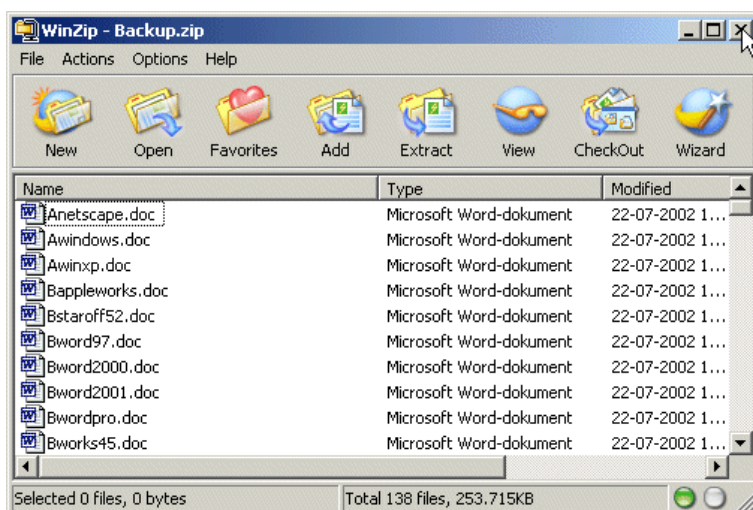 WinZip - Backup.zip
File Actions Options Help
New Open Favorites Add Extract View CheckOut Wizard
Name Type Modified
Anetscape.doc Microsoft Word-dokument 22-07-2002 1...
Awindows.doc Microsoft Word-dokument 22-07-2002 1...
Awinxp.doc Microsoft Word-dokument 22-07-2002 1...
Bappleworks.doc Microsoft Word-dokument 22-07-2002 1...
Bstaroff52.doc Microsoft Word-dokument 22-07-2002 1...
Bword97.doc Microsoft Word-dokument 22-07-2002 1...
Bword2000.doc Microsoft Word-dokument 22-07-2002 1...
Bword2001.doc Microsoft Word-dokument 22-07-2002 1...
Bwordpro.doc Microsoft Word-dokument 22-07-2002 1...
Bworks45.doc Microsoft Word-dokument 22-07-2002 1...
Selected 0 files, 0 bytes Total 138 files, 253.715KB